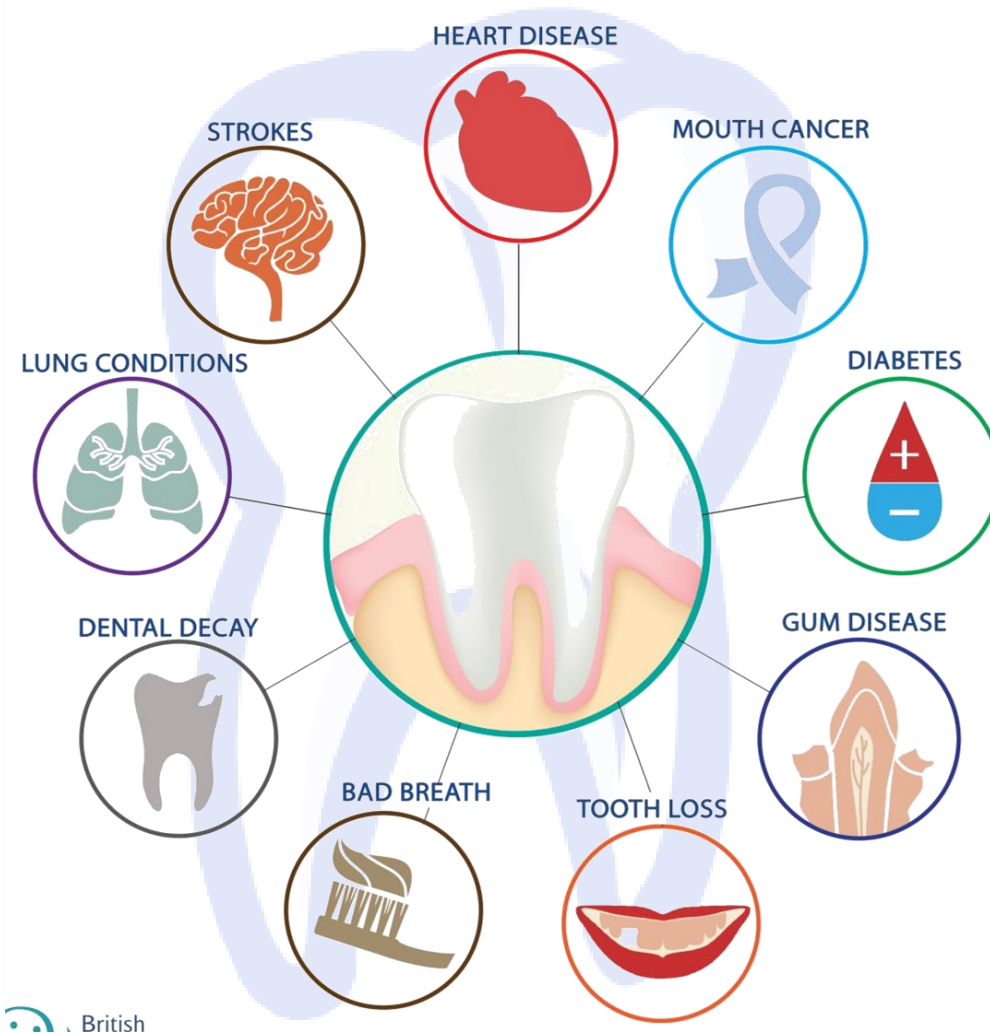 HEART DISEASE
STROKES
MOUTH CANCER
LUNG CONDITIONS
DIABETES
+
−
DENTAL DECAY
GUM DISEASE
BAD BREATH
TOOTH LOSS
British